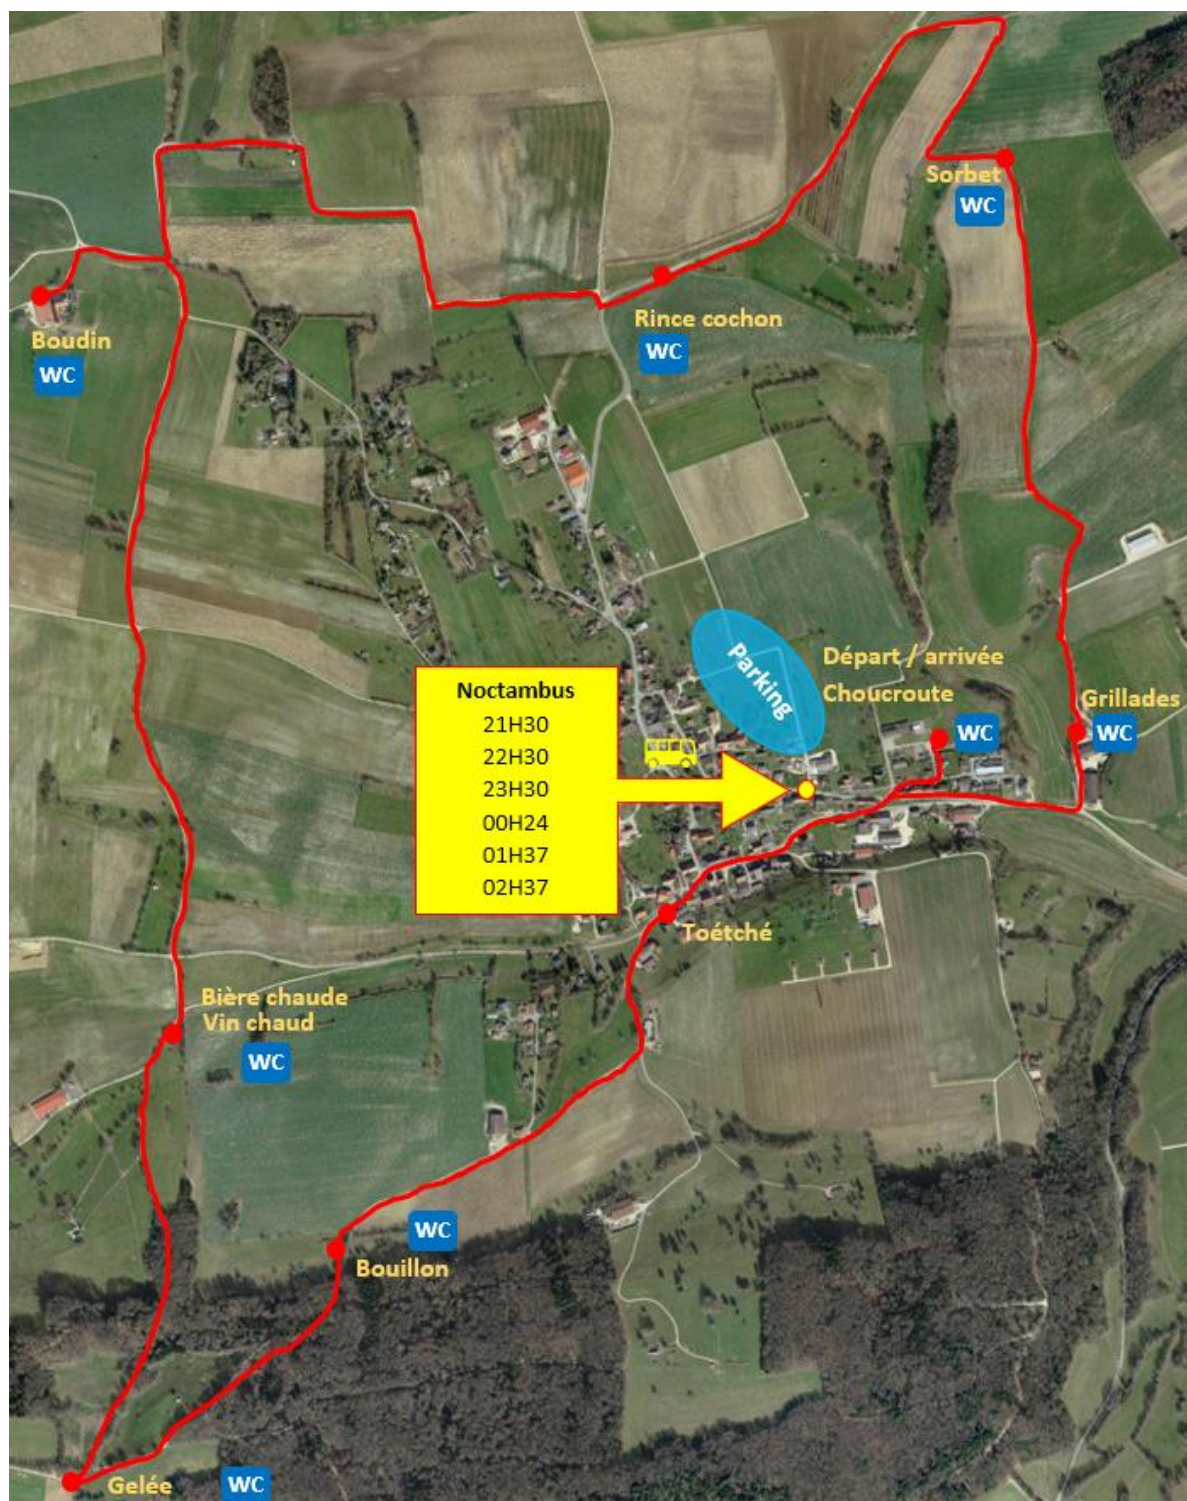 Sorbet
WC
Rince cochon
WC
Boudin
WC
Parking
Départ / arrivée
Choucroute
WC
Grillades
WC
Noctambus
21H30
22H30
23H30
00H24
01H37
02H37
Toétché
Bière chaude
Vin chaud
WC
WC
Bouillon
Gelée
WC